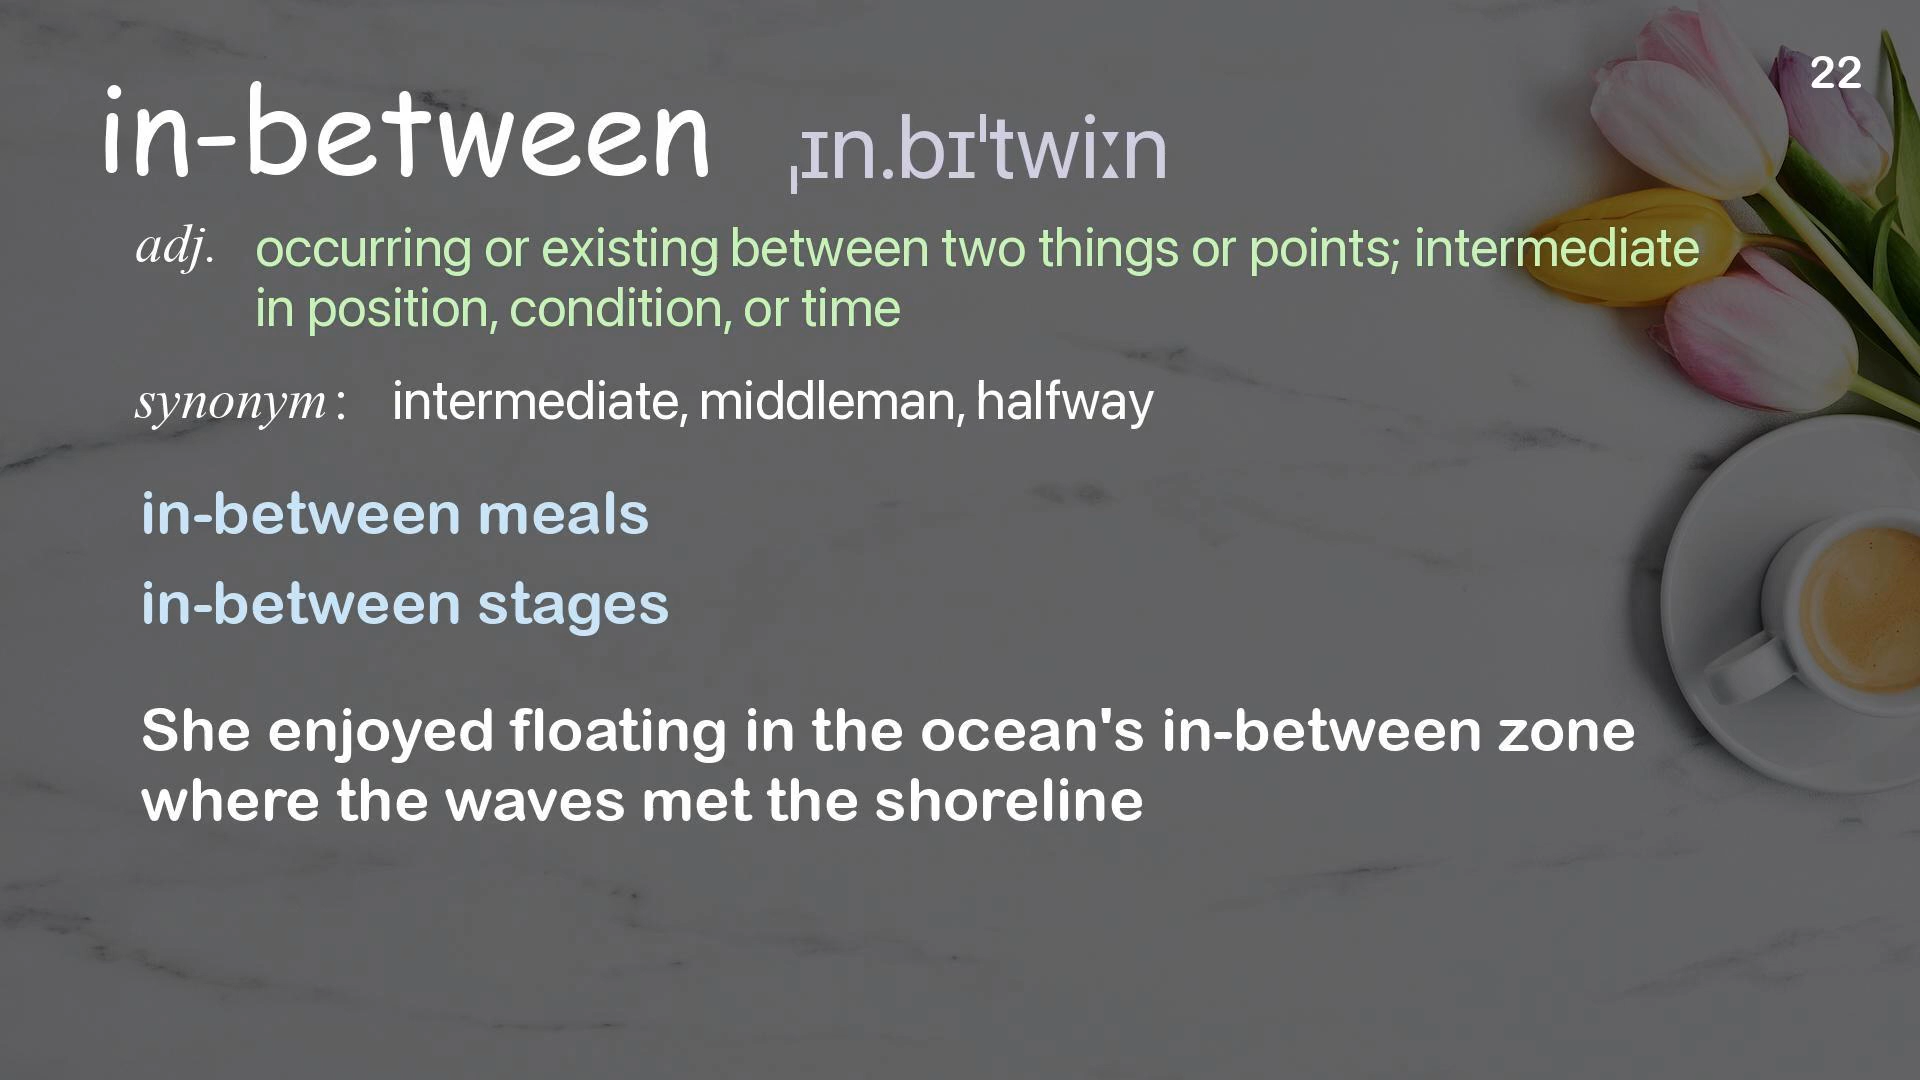 22
in-between ˌɪn.bɪˈtwiːn
adj. occurring or existing between two things or points; intermediate
in position, condition, or time
synonym : intermediate, middleman, halfway
in-between meals
in-between stages
She enjoyed floating in the ocean's in-between zone
where the waves met the shoreline